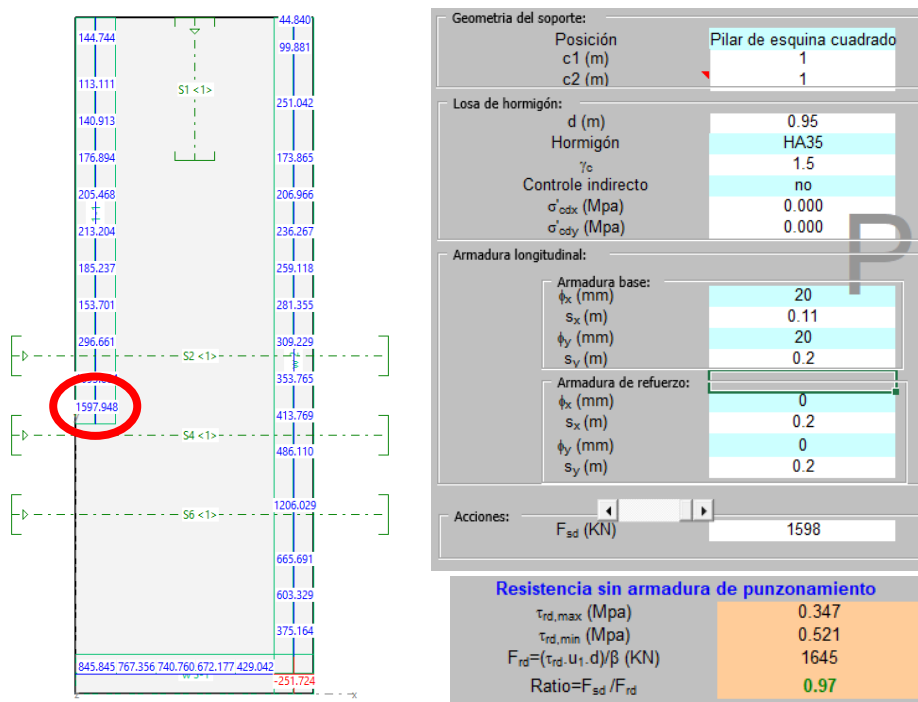 44.840
144.744
99.881
S1 <1>
113.111
251.042
140.913
176.894
173.865
205.468
206.966
213.204
236.267
185.237
259.118
153.701
281.355
296.661
309.229
S2 <1>
353.765
1597.948
413.769
S4 <1>
486.110
1206.029
S6 <1>
665.691
603.329
375.164
845.845 767.356 740.760 672.177 429.042
-251.724
x
Geometria del soporte:
Posición Pilar de esquina cuadrado
c1 (m) 1
c2 (m) 1
Losa de hormigón:
d (m) 0.95
Hormigón HA35
γc 1.5
Controle indirecto no
σ'cdx (Mpa) 0.000
σ'cdy (Mpa) 0.000
P
Armadura longitudinal:
Armadura base:
ϕx (mm) 20
sx (m) 0.11
ϕy (mm) 20
sy (m) 0.2
Armadura de refuerzo:
ϕx (mm) 0
sx (m) 0.2
ϕy (mm) 0
sy (m) 0.2
Acciones:
Fsd (KN) 1598
Resistencia sin armadura de punzonamiento
τrd,max (Mpa) 0.347
τrd,min (Mpa) 0.521
Frd=(τrd.u1.d)/β (KN) 1645
Ratio=Fsd /Frd 0.97